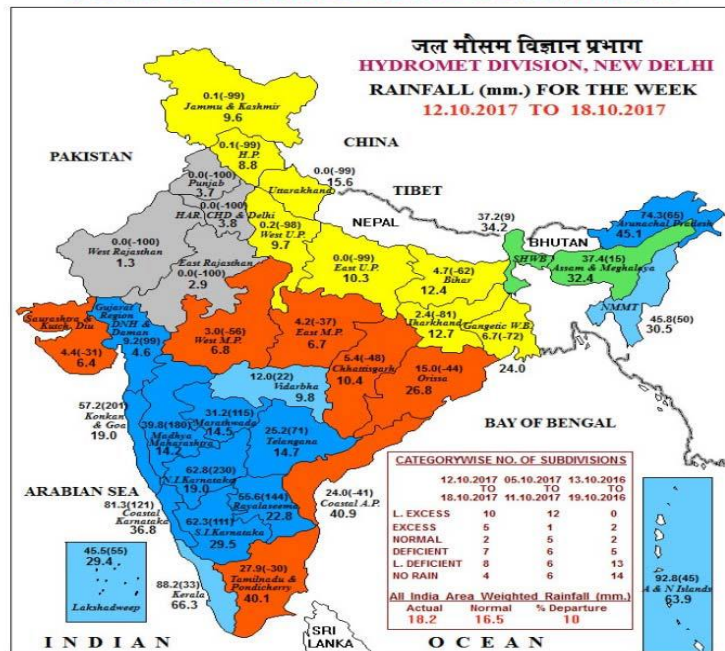 जल मौसम विज्ञान प्रभाग
HYDROMET DIVISION, NEW DELHI
RAINFALL (mm.) FOR THE WEEK
12.10.2017 TO 18.10.2017
0.1(-99)
Jammu & Kashmir
9.6
CHINA
PAKISTAN
0.1(-99)
H.P.
8.8
0.0(-100)
Punjab
3.7
Uttarakhand
0.0(-99)
15.6
TIBET
0.0(-100)
HAR. CHD & Delhi
3.8
NEPAL
0.2(-98)
West U.P.
9.7
37.2(9)
34.2
SHWB
BHUTAN
74.3(65)
Arunachal Pradesh
45.1
0.0(-100)
West Rajasthan
1.3
East Rajasthan
0.0(-100)
2.9
0.0(-99)
East U.P.
10.3
4.7(-62)
Bihar
12.4
37.4(15)
Assam & Meghalaya
32.4
NMMT
45.8(50)
30.5
Saurashtra &
Kutch, Diu
4.4(-31)
6.4
Gujarat
Region
DNH &
Daman
9.2(99)
4.6
3.0(-56)
West M.P.
6.8
4.2(-37)
East M.P.
6.7
2.4(-81)
Jharkhand
12.7
Gangetic W.B.
6.7(-72)
24.0
5.4(-48)
Chhattisgarh
10.4
15.0(-44)
Orissa
26.8
12.0(22)
Vidarbha
9.8
57.2(201)
Konkan
& Goa
19.0
39.8(180)
Madhya
Maharashtra
14.2
31.2(115)
Marathwada
14.5
25.2(71)
Telangana
14.7
BAY OF BENGAL
62.8(230)
N.I.Karnataka
19.0
ARABIAN SEA
81.3(121)
Coastal
Karnataka
36.8
55.6(144)
Rayalaseema
22.8
24.0(-41)
Coastal A.P.
40.9
62.3(111)
S.I.Karnataka
29.5
45.5(55)
29.4
Lakshadweep
88.2(33)
Kerala
66.3
27.9(-30)
Tamilnadu &
Pondicherry
40.1
CATEGORYWISE NO. OF SUBDIVISIONS
12.10.2017 05.10.2017 13.10.2016
TO TO TO
18.10.2017 11.10.2017 19.10.2016
L. EXCESS 10 12 0
EXCESS 5 1 2
NORMAL 2 5 2
DEFICIENT 7 6 5
L. DEFICIENT 8 6 13
NO RAIN 4 6 14
All India Area Weighted Rainfall (mm.)
Actual Normal % Departure
18.2 16.5 10
92.8(45)
A & N Islands
63.9
SRI
LANKA
INDIAN OCEAN